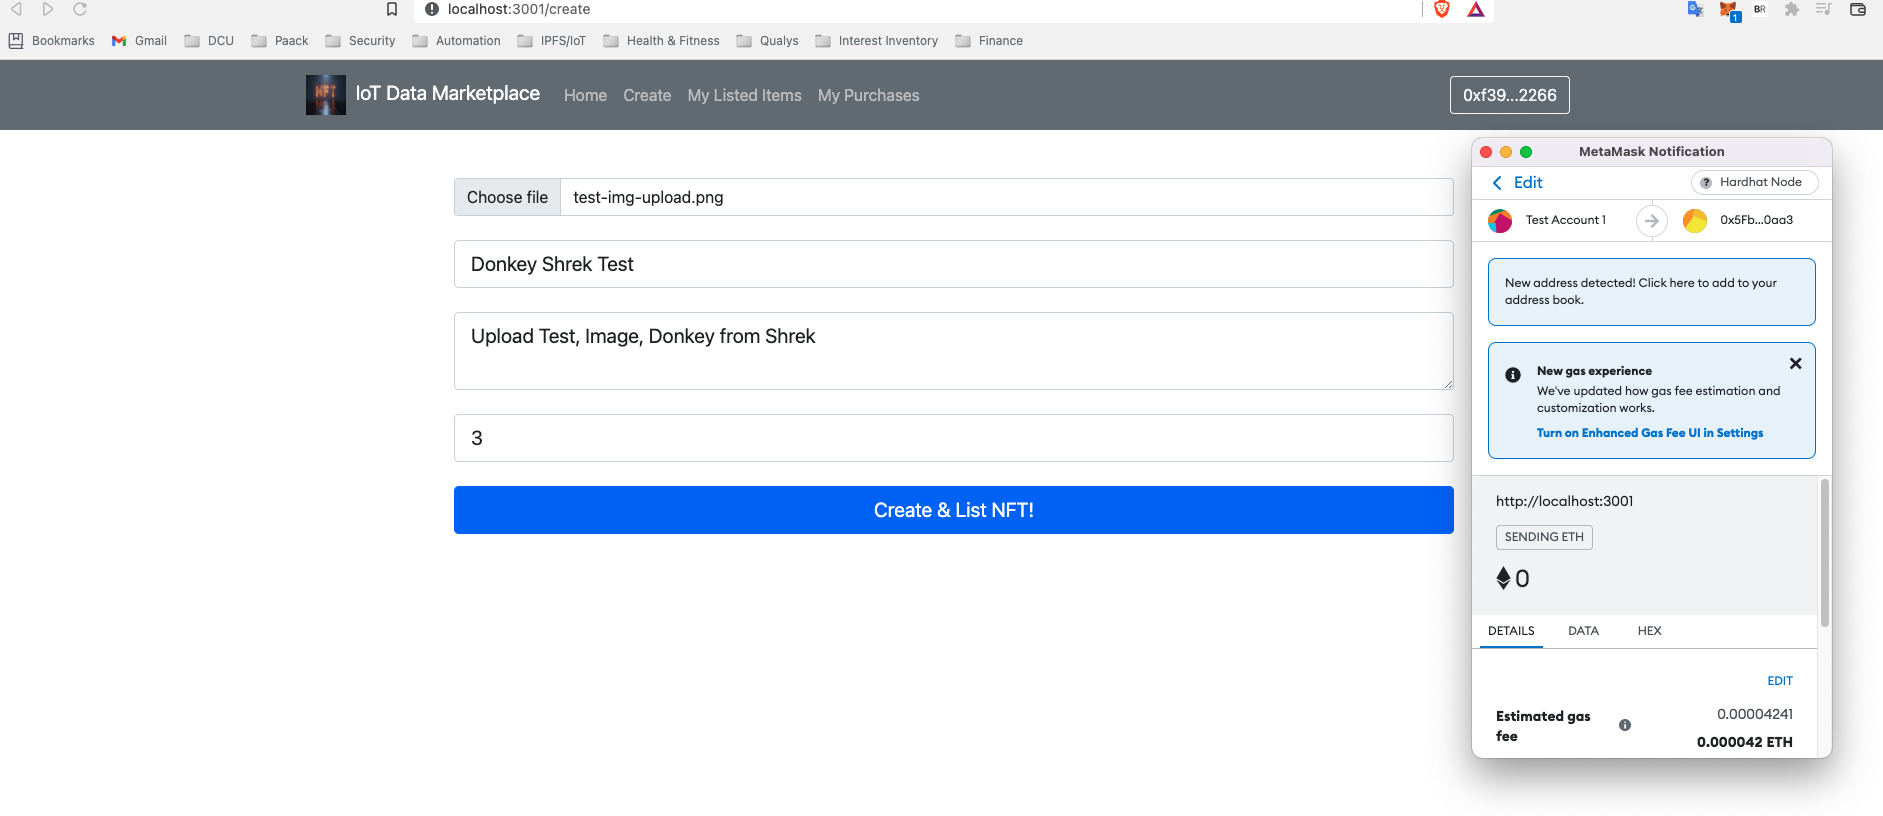 localhost:3001/create
1
BR
Bookmarks Gmail DCU Paack Security Automation IPFS/IoT Health & Fitness Qualys Interest Inventory Finance
NFT IoT Data Marketplace Home Create My Listed Items My Purchases 0xf39...2266
Choose file test-img-upload.png
Donkey Shrek Test
Upload Test, Image, Donkey from Shrek
3
Create & List NFT!
MetaMask Notification
Edit Hardhat Node
Test Account 1 0x5Fb...0aa3
New address detected! Click here to add to your
address book.
New gas experience
We've updated how gas fee estimation and
customization works.
Turn on Enhanced Gas Fee UI in Settings
http://localhost:3001
SENDING ETH
0
DETAILS DATA HEX
EDIT
Estimated gas
fee
0.00004241
0.000042 ETH